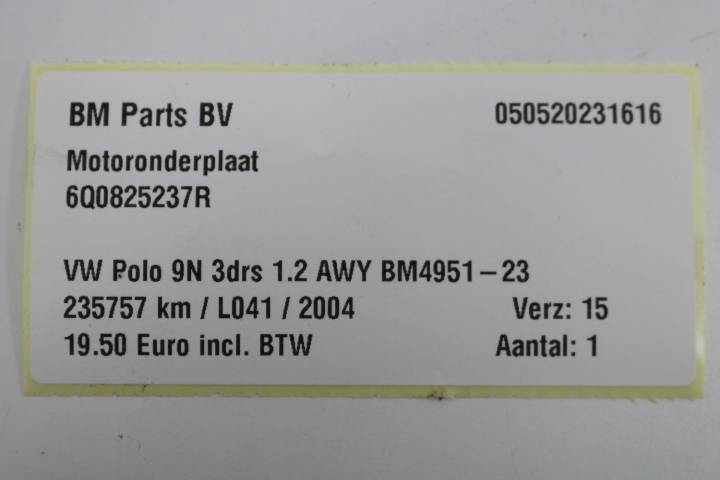 BM Parts BV 050520231616
Motoronderplaat
6Q0825237R
VW Polo 9N 3drs 1.2 AWY BM4951-23
235757 km / L041 / 2004 Verz: 15
19.50 Euro incl. BTW Aantal: 1